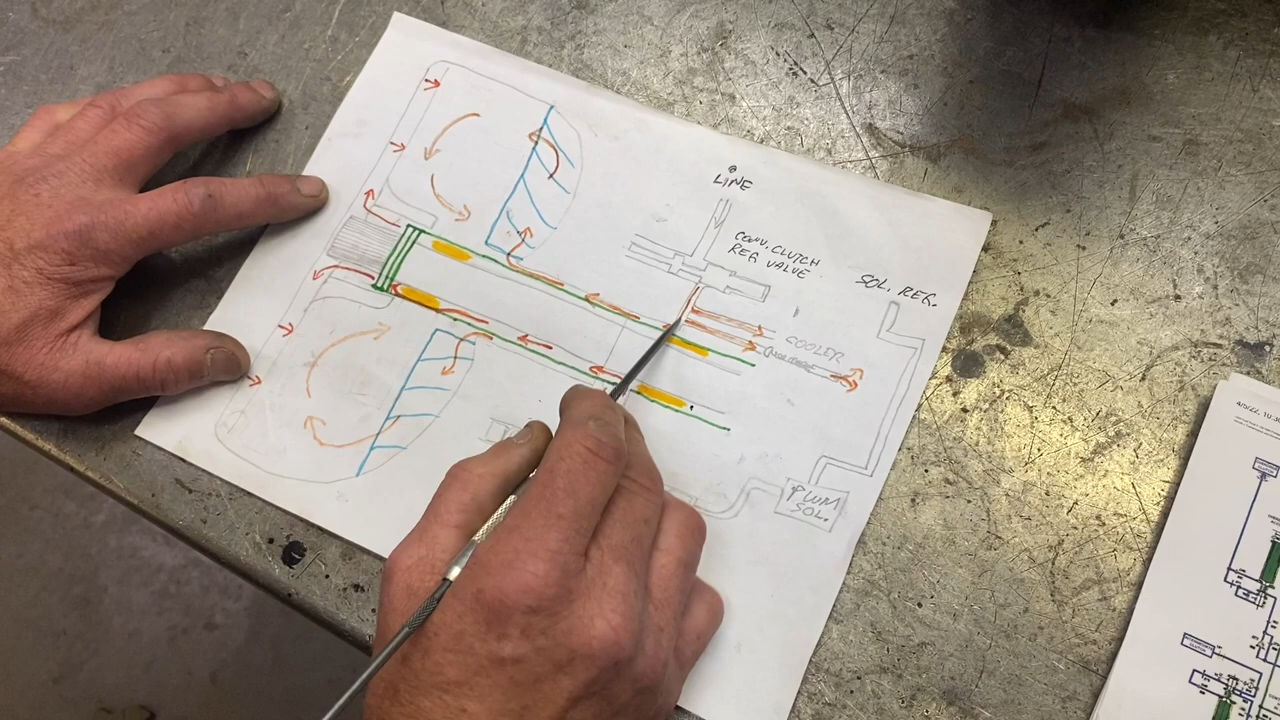 LINE
CONV. CLUTCH
REG VALVE
SOL. REG.
COOLER
PWM
SOL.